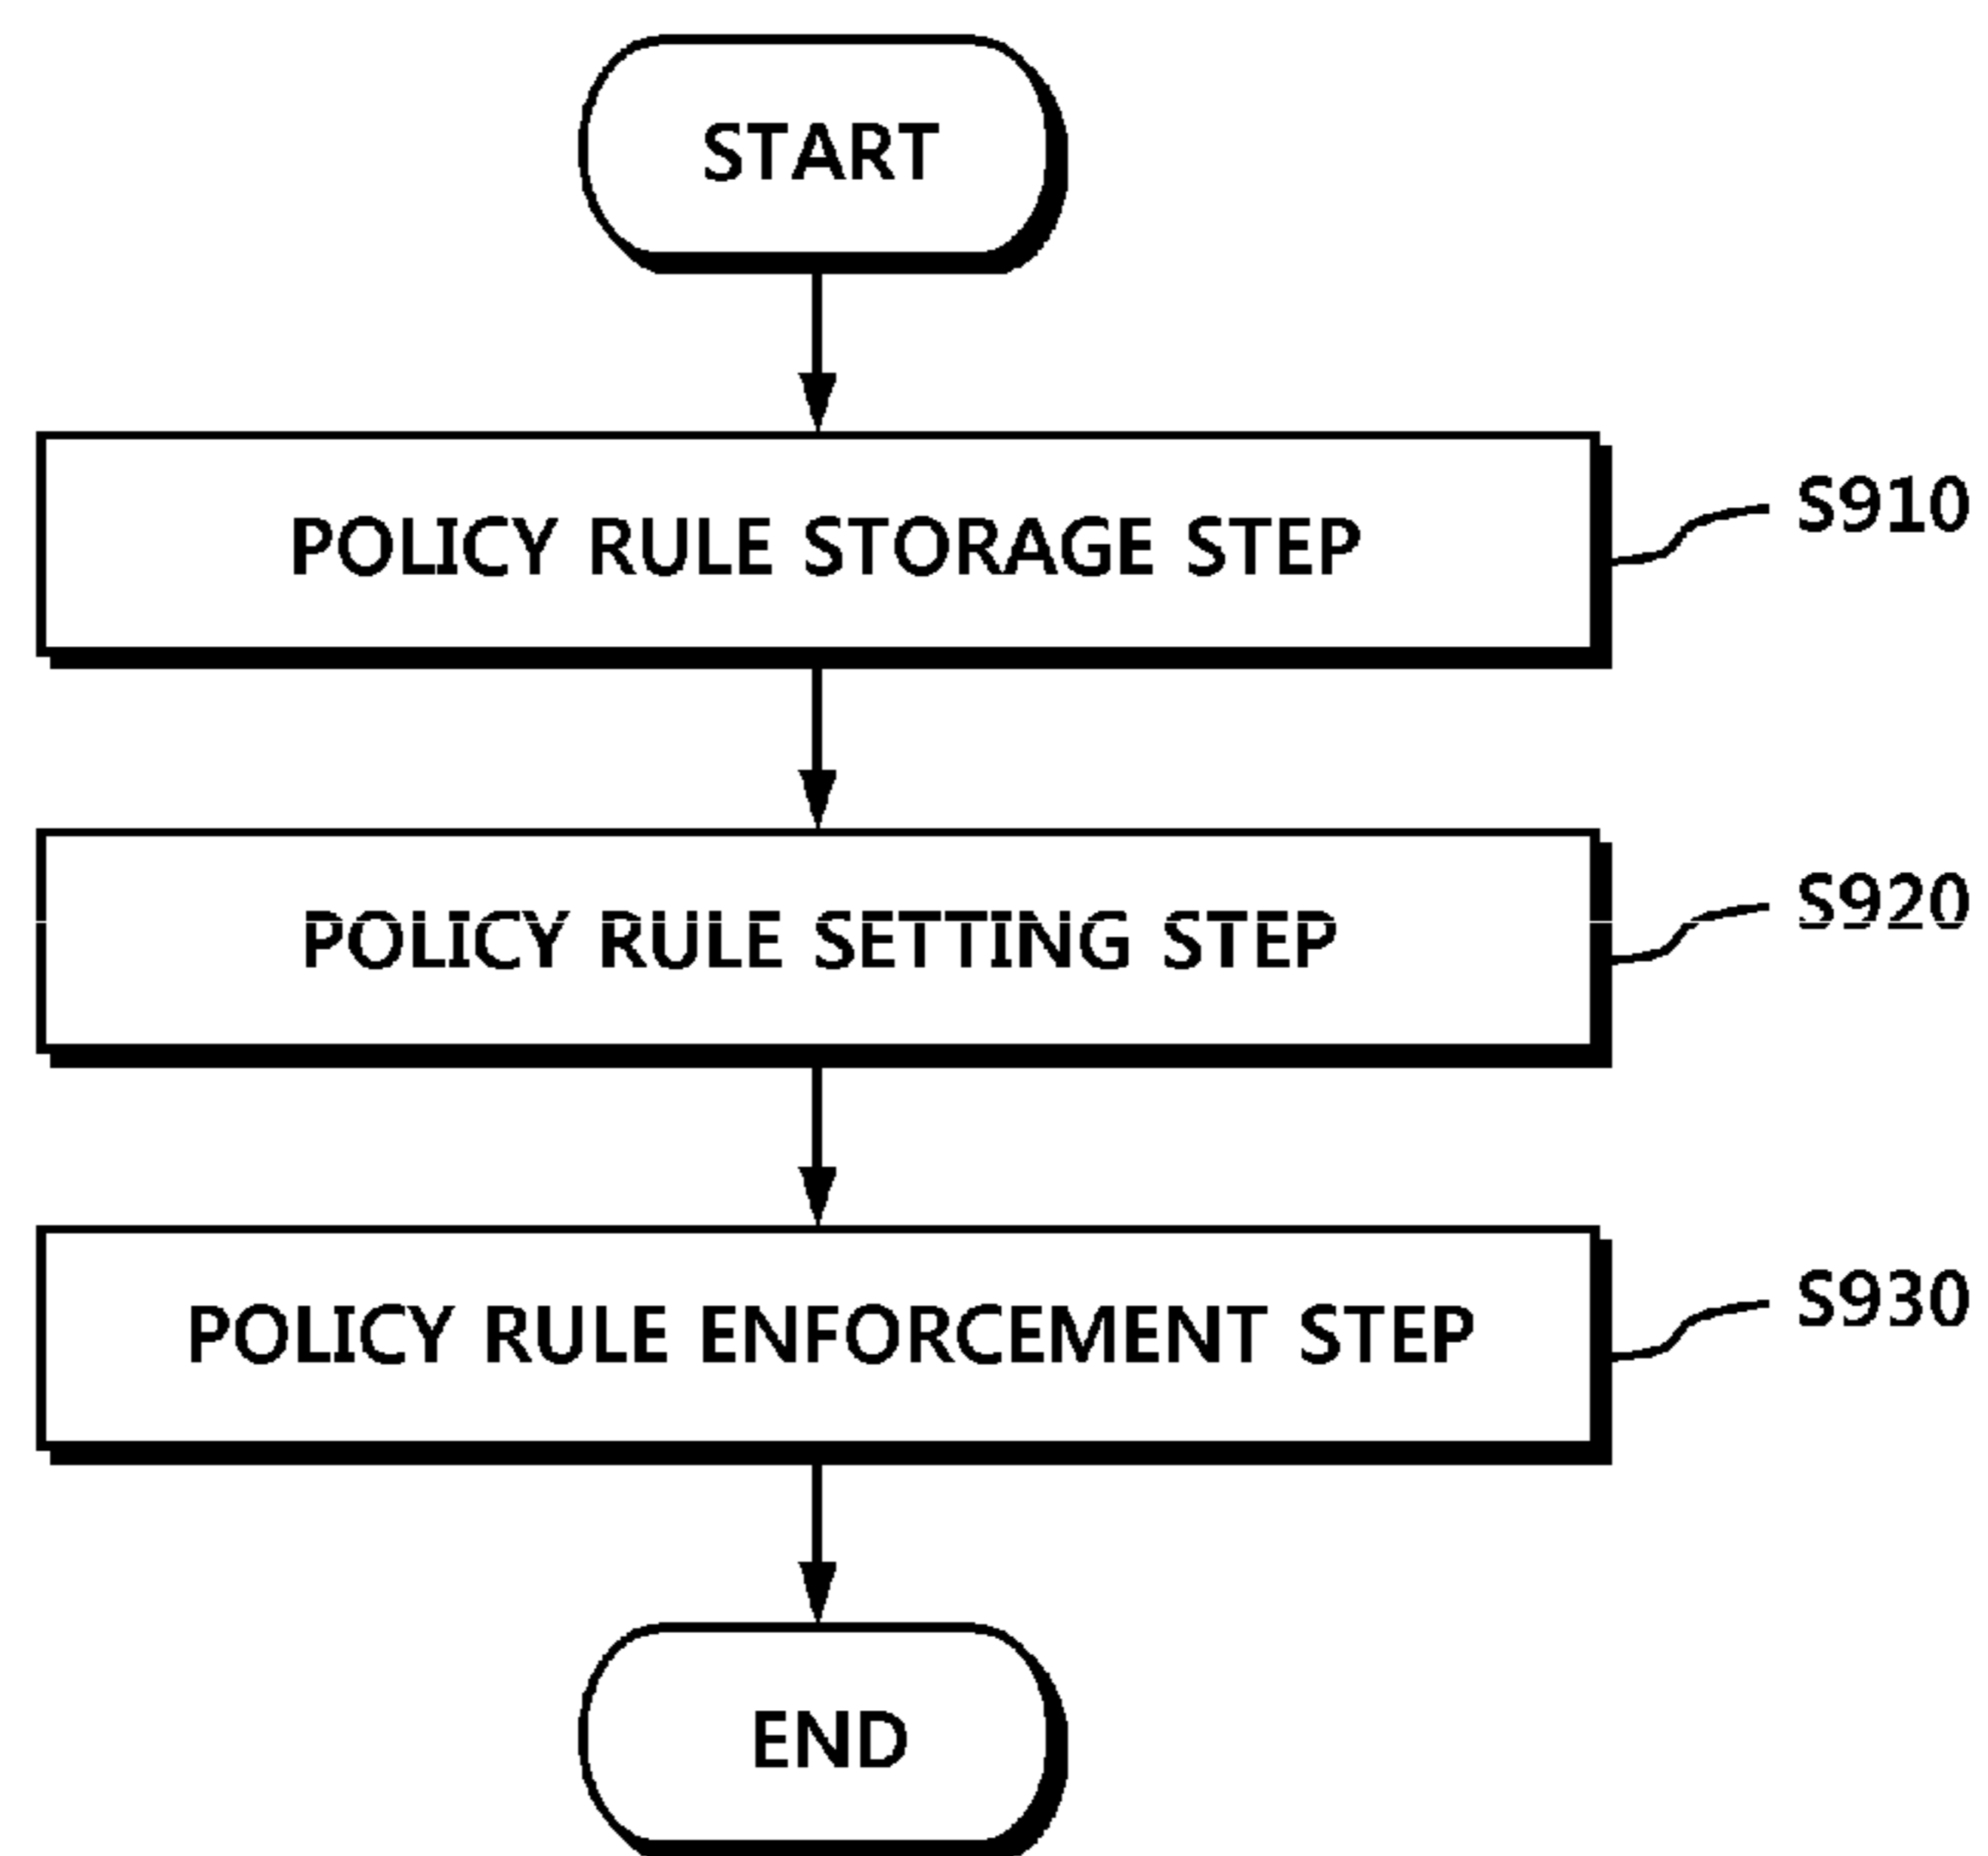 START
POLICY RULE STORAGE STEP
S910
POLICY RULE SETTING STEP
S920
POLICY RULE ENFORCEMENT STEP
S930
END